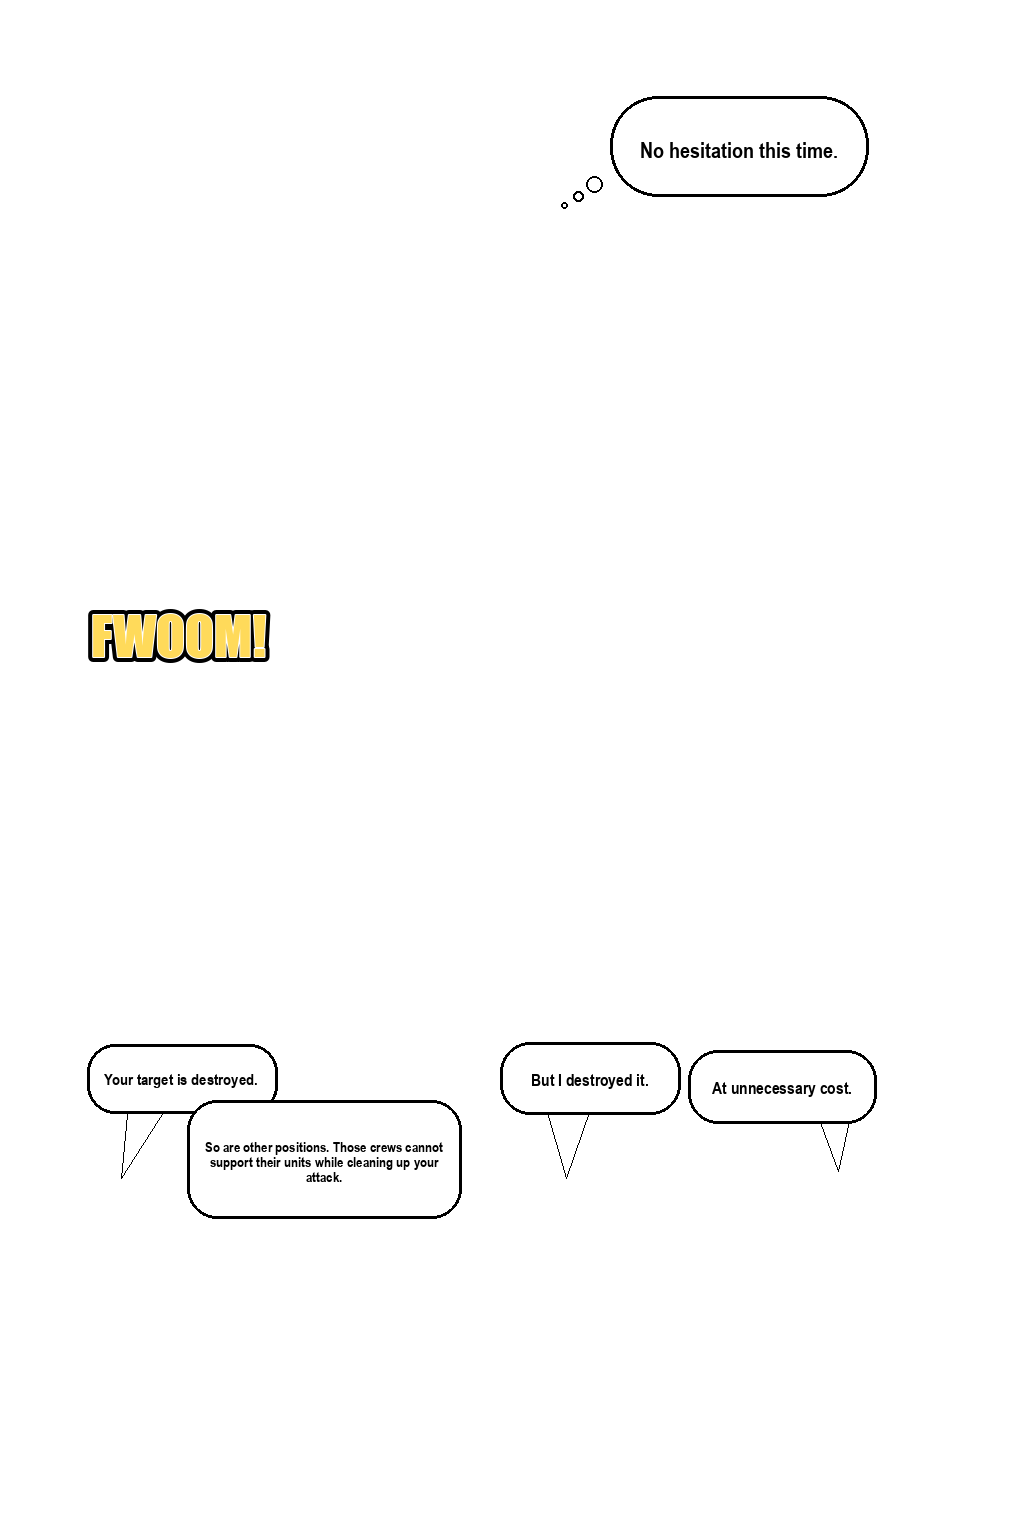 No hesitation this time.
FWOOM!
Your target is destroyed.
So are other positions. Those crews cannot
support their units while cleaning up your
attack.
But I destroyed it.
At unnecessary cost.